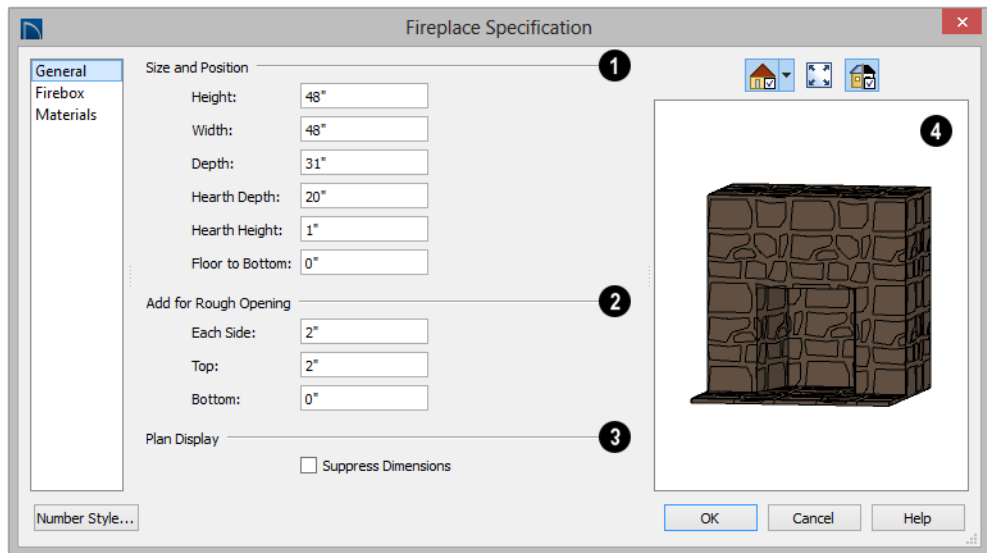 Fireplace Specification
General
Firebox
Materials
Size and Position
1
Height: 48"
Width: 48"
Depth: 31"
Hearth Depth: 20"
Hearth Height: 1"
Floor to Bottom: 0"
Add for Rough Opening
2
Each Side: 2"
Top: 2"
Bottom: 0"
Plan Display
3
Suppress Dimensions
4
Number Style...
OK
Cancel
Help